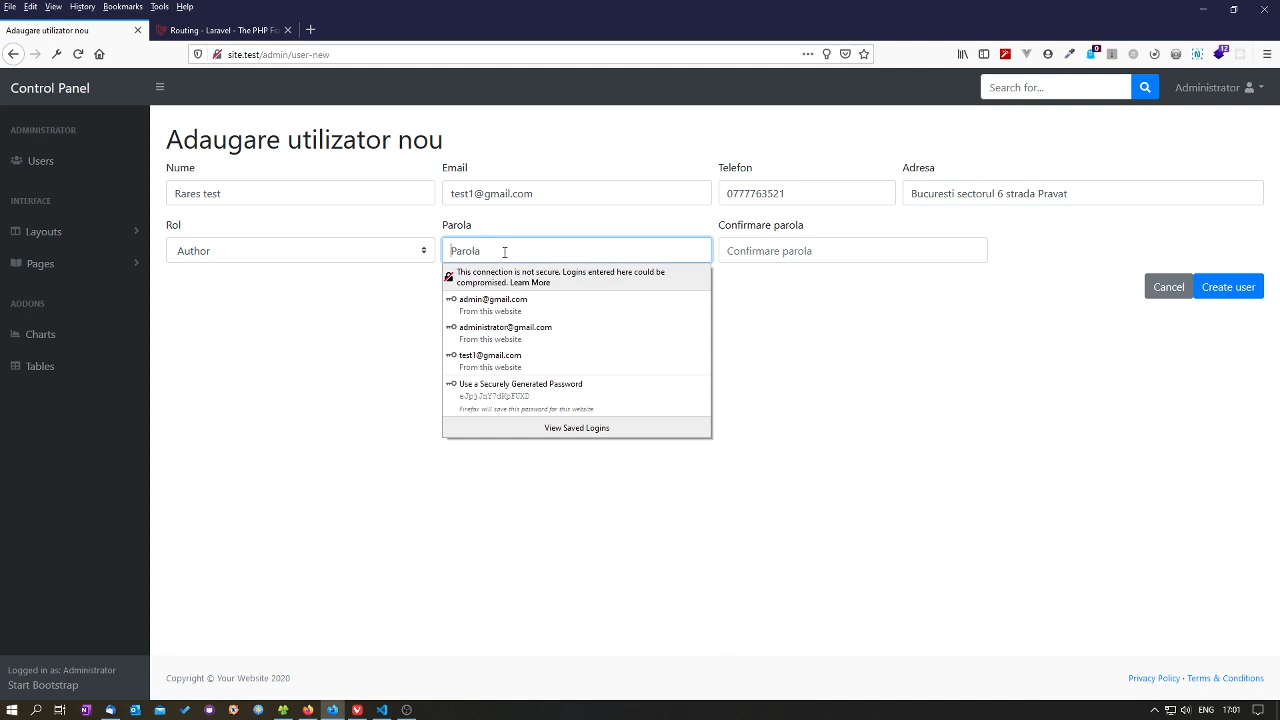 File Edit View History Bookmarks Tools Help
Adaugare utilizator nou
Routing - Laravel - The PHP Fr
site.test/admin/user-new
0
12
Control Panel
Search for...
Administrator
ADMINISTRATOR
Users
INTERFACE
Layouts
Pages
ADDONS
Charts
Tables
Adaugare utilizator nou
Nume Email Telefon Adresa
Rares test test1@gmail.com 0777763521 Bucuresti sectorul 6 strada Pravat
Rol Parola Confirmare parola
Author Parola Confirmare parola
This connection is not secure. Logins entered here could be
compromised. Learn More
admin@gmail.com
From this website
administrator@gmail.com
From this website
test1@gmail.com
From this website
Use a Securely Generated Password
eJpjJnY7dKpFUXD
Firefox will save this password for this website.
View Saved Logins
Cancel Create user
Logged in as: Administrator
Start Bootstrap
Copyright © Your Website 2020
Privacy Policy · Terms & Conditions
ENG 17:01